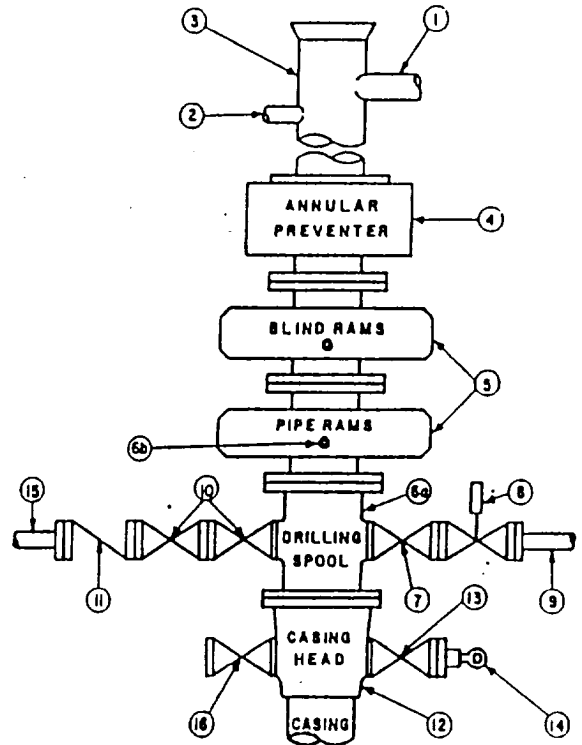 3
1
2
ANNULAR
PREVENTER
4
BLIND RAMS
5
PIPE RAMS
6b
6a
8
15
10
DRILLING
SPOOL
11
7
9
13
CASING
HEAD
16
12
14
CASING